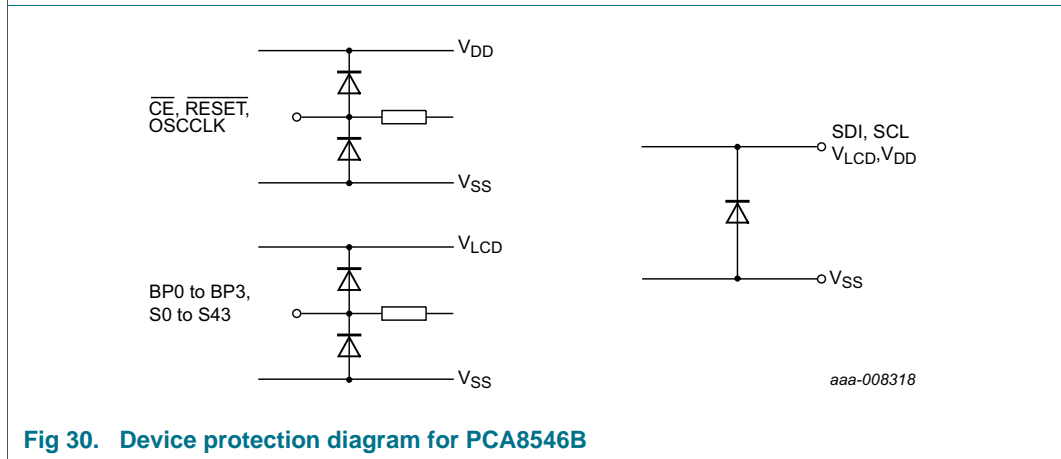 VDD
CE, RESET,
OSCCLK
VSS
VLCD
BP0 to BP3,
S0 to S43
VSS
SDI, SCL
VLCD,VDD
VSS
aaa-008318
Fig 30. Device protection diagram for PCA8546B